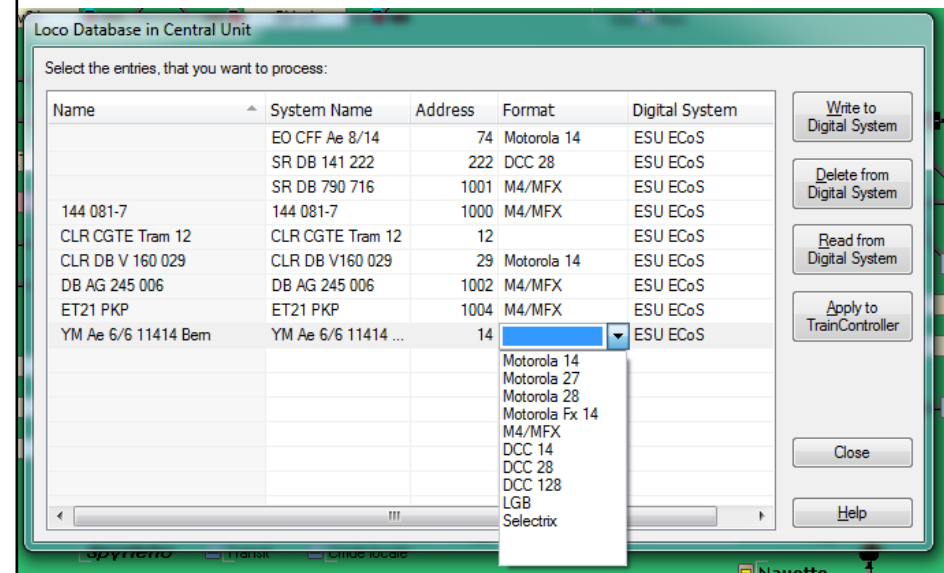 Loco Database in Central Unit
Select the entries, that you want to process:
Name System Name Address Format Digital System
EO CFF Ae 8/14 74 Motorola 14 ESU ECoS
SR DB 141 222 222 DCC 28 ESU ECoS
SR DB 790 716 1001 M4/MFX ESU ECoS
144 081-7 144 081-7 1000 M4/MFX ESU ECoS
CLR CGTE Tram 12 CLR CGTE Tram 12 12 ESU ECoS
CLR DB V 160 029 CLR DB V160 029 29 Motorola 14 ESU ECoS
DB AG 245 006 DB AG 245 006 1002 M4/MFX ESU ECoS
ET21 PKP ET21 PKP 1004 M4/MFX ESU ECoS
YM Ae 6/6 11414 Bern YM Ae 6/6 11414 ... 14 ESU ECoS
Motorola 14
Motorola 27
Motorola 28
Motorola Fx 14
M4/MFX
DCC 14
DCC 28
DCC 128
LGB
Selectrix
Write to
Digital System
Delete from
Digital System
Read from
Digital System
Apply to
TrainController
Close
Help